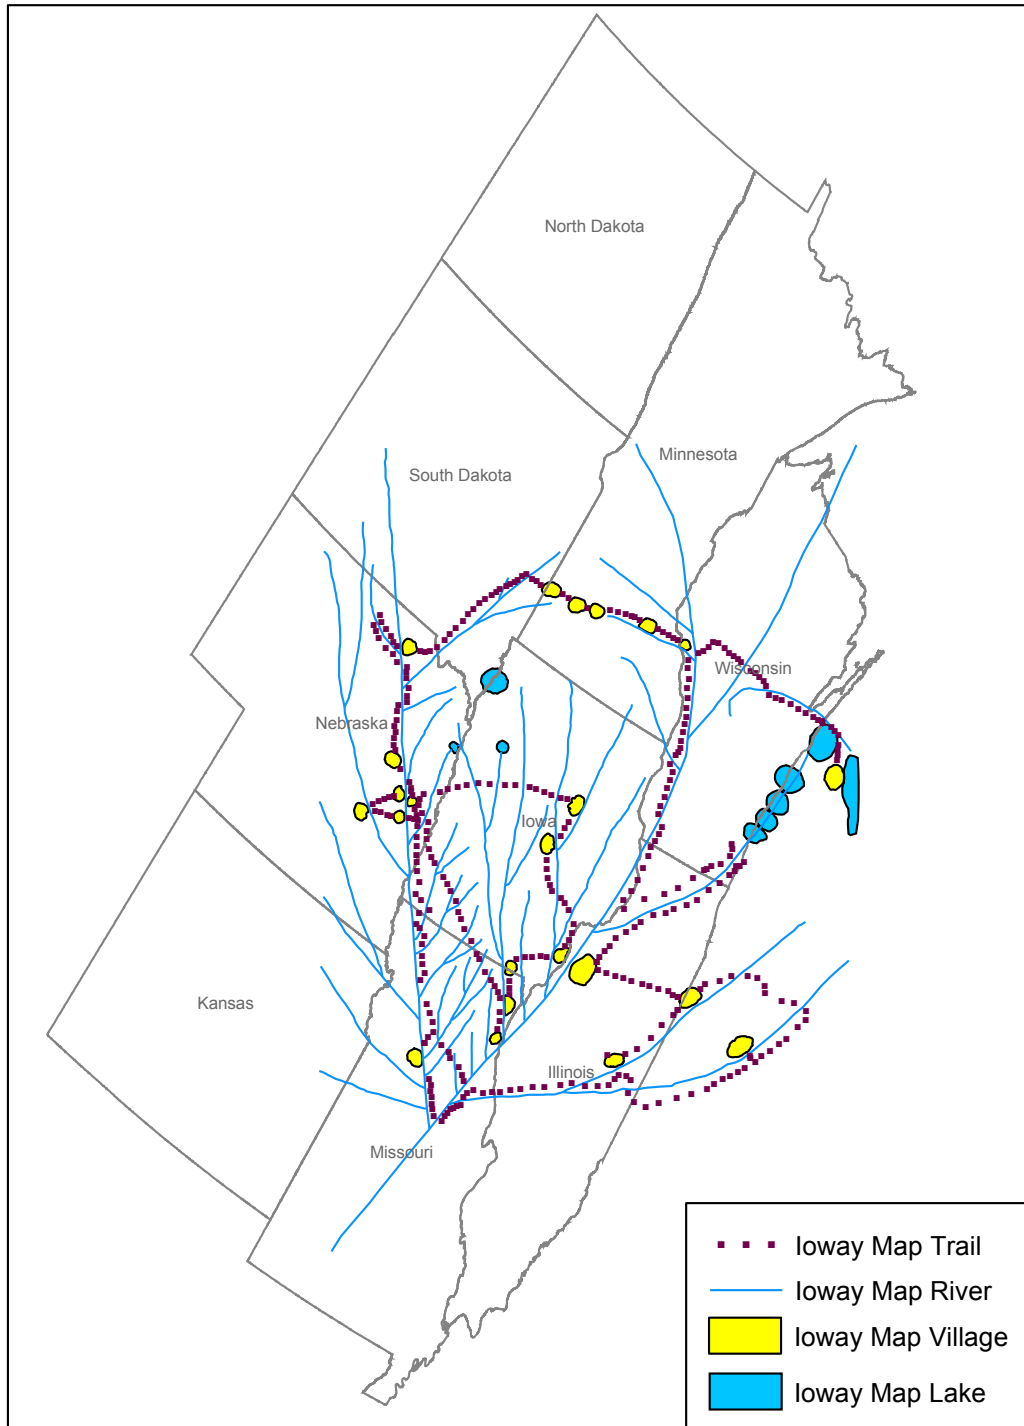 North Dakota
Minnesota
South Dakota
Wisconsin
Nebraska
Iowa
Kansas
Illinois
Missouri
Ioway Map Trail
Ioway Map River
Ioway Map Village
Ioway Map Lake